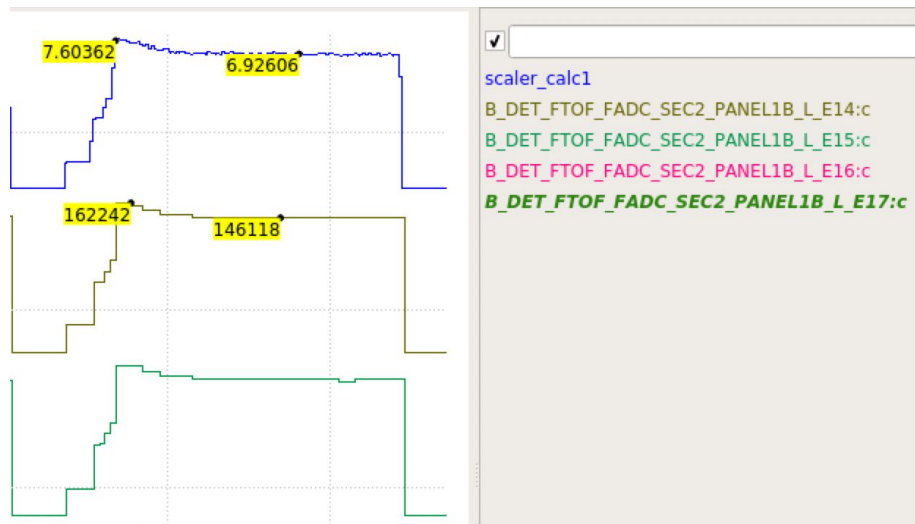 7.60362
6.92606
162242
146118
scaler_calc1
B_DET_FTOF_FADC_SEC2_PANEL1B_L_E14:c
B_DET_FTOF_FADC_SEC2_PANEL1B_L_E15:c
B_DET_FTOF_FADC_SEC2_PANEL1B_L_E16:c
B_DET_FTOF_FADC_SEC2_PANEL1B_L_E17:c